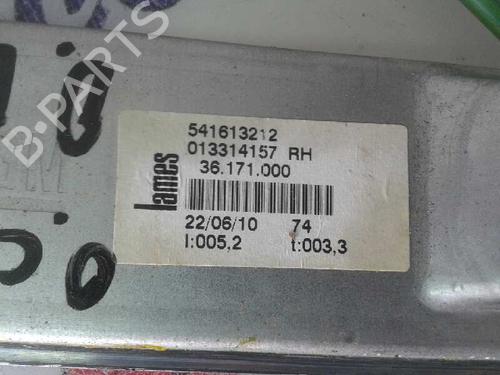 B-PARTS
541613212
013314157 RH
36.171.000
lames
22/06/10 74
I:005,2 t:003,3